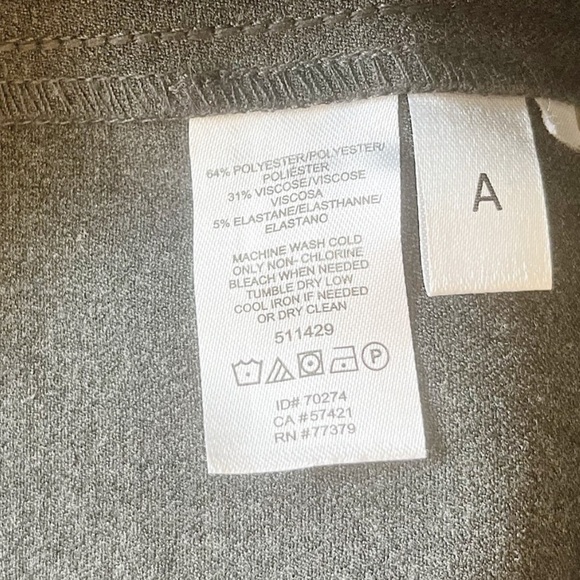 64% POLYESTER/POLYESTER/
POLIÉSTER
31% VISCOSE/VISCOSE
VISCOSA
5% ELASTANE/ELASTHANNE/
ELASTANO
MACHINE WASH COLD
ONLY NON- CHLORINE
BLEACH WHEN NEEDED
TUMBLE DRY LOW
COOL IRON IF NEEDED
OR DRY CLEAN
511429
P
ID# 70274
CA #57421
RN #77379
A